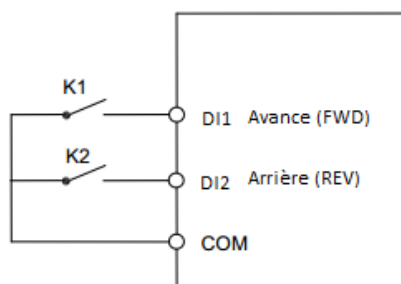 K1
DI1 Avance (FWD)
K2
DI2 Arrière (REV)
COM